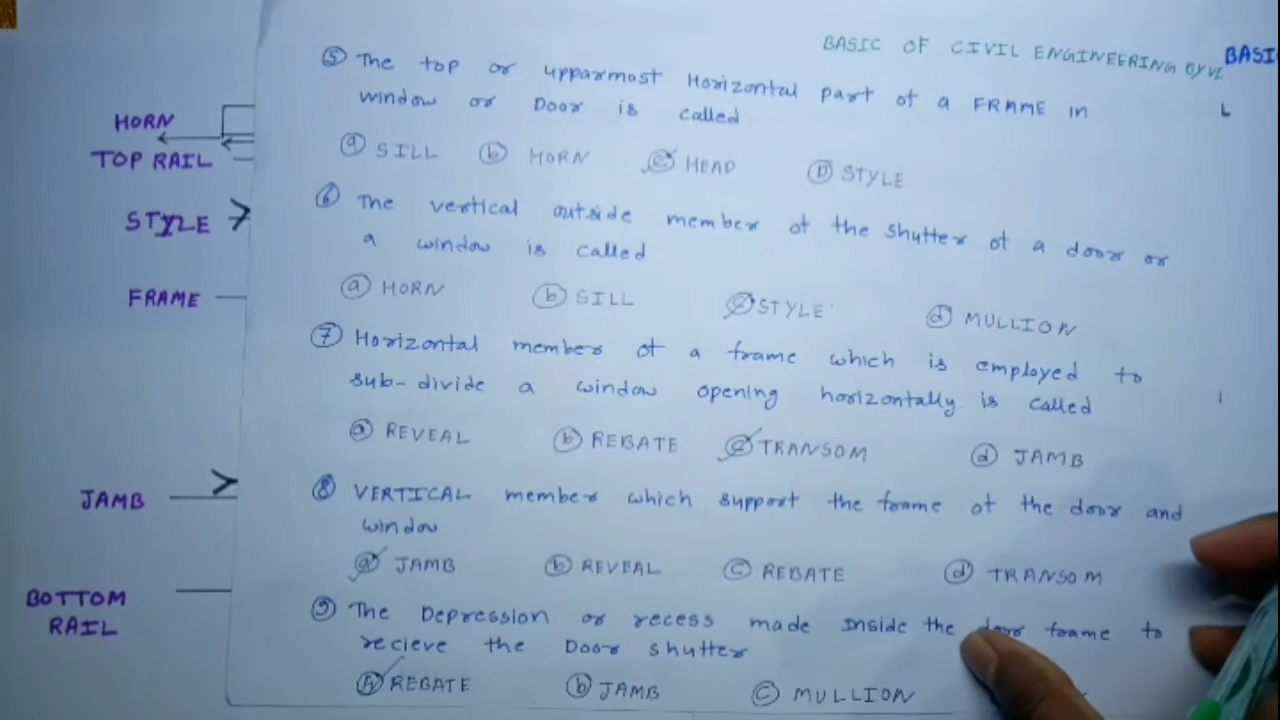 BASIC OF CIVIL ENGINEERING BY VL
BASI
⑤ The top or upparmost Horizontal part of a FRAME in
window or Door is called
ⓐ SILL ⓑ HORN ⓒ HEAD Ⓓ STYLE
⑥ The vertical outside member of the shutter of a door or
a window is called
ⓐ HORN ⓑ SILL ⓒ STYLE ⓓ MULLION
⑦ Horizontal member of a frame which is employed to
sub-divide a window opening horizontally is called
ⓐ REVEAL ⓑ REBATE ⓒ TRANSOM ⓓ JAMB
⑧ VERTICAL member which support the frame of the door and
window
ⓐ JAMB ⓑ REVEAL ⓒ REBATE ⓓ TRANSOM
⑨ The Depression or recess made inside the door frame to
recieve the Door shutter
Ⓐ REBATE ⓑ JAMB ⓒ MULLION
HORN
TOP RAIL
STYLE
FRAME
JAMB
BOTTOM
RAIL